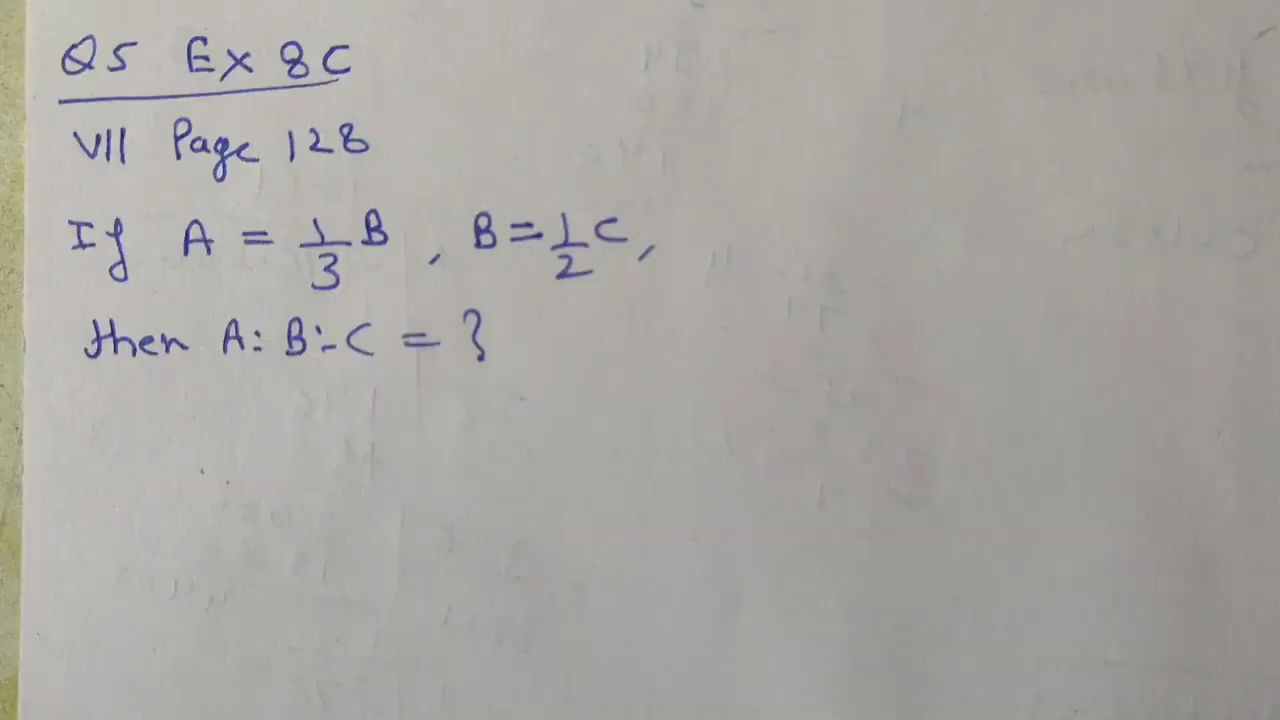 Q5 Ex 8C
VII Page 128
If A = 1/3 B , B = 1/2 C,
then A : B :- C = ?